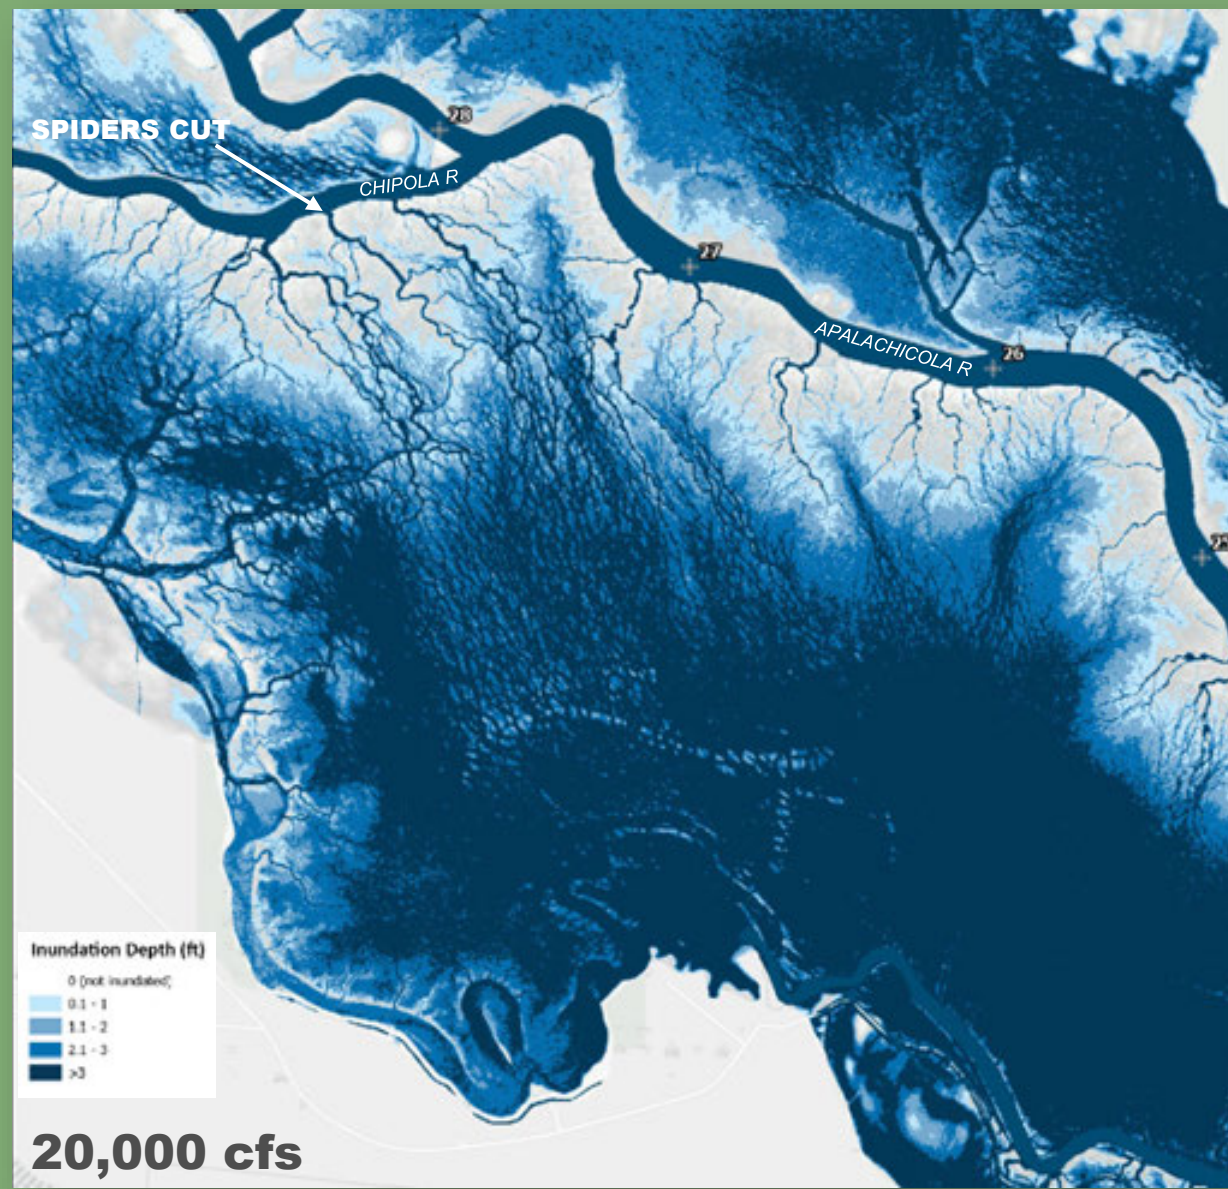 28
SPIDERS CUT
CHIPOLA R
27
APALACHICOLA R
26
Inundation Depth (ft)
0 (not inundated)
0.1 - 1
1.1 - 2
2.1 - 3
>3
20,000 cfs